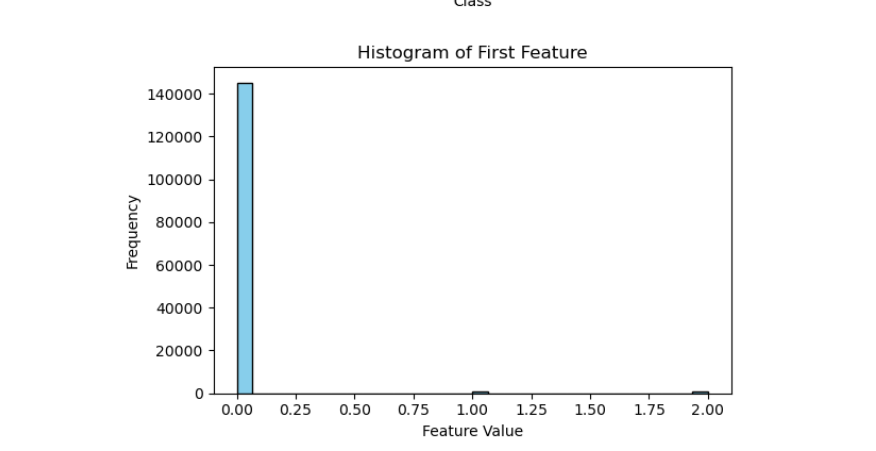 Class
Histogram of First Feature
140000
120000
100000
80000
60000
40000
20000
0
Frequency
0.00 0.25 0.50 0.75 1.00 1.25 1.50 1.75 2.00
Feature Value